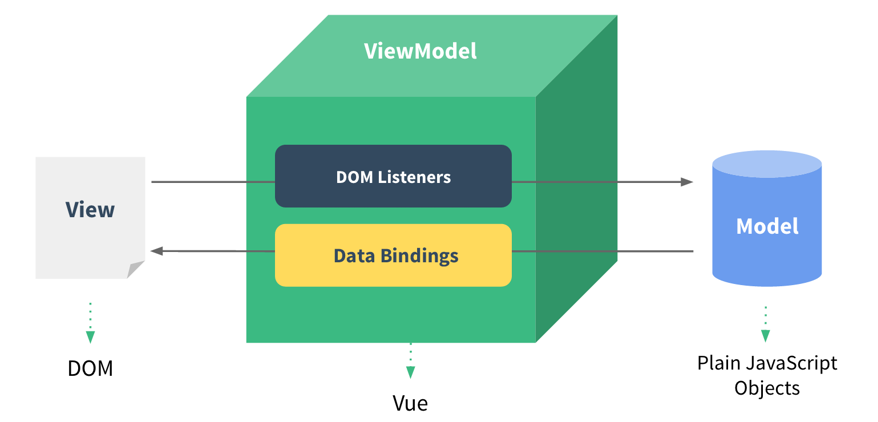 ViewModel
DOM Listeners
View
Data Bindings
Model
DOM
Vue
Plain JavaScript
Objects